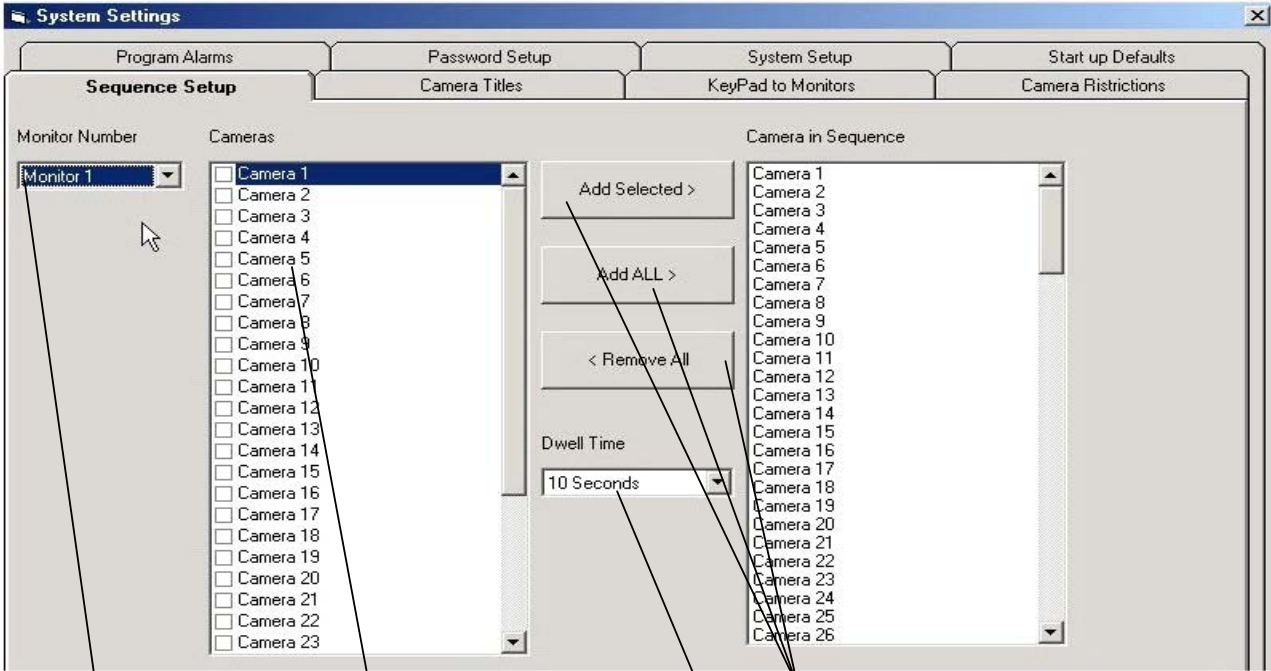 System Settings
Program Alarms
Password Setup
System Setup
Start up Defaults
Sequence Setup
Camera Titles
KeyPad to Monitors
Camera Ristrictions
Monitor Number
Monitor 1
Cameras
Camera 1
Camera 2
Camera 3
Camera 4
Camera 5
Camera 6
Camera 7
Camera 8
Camera 9
Camera 10
Camera 11
Camera 12
Camera 13
Camera 14
Camera 15
Camera 16
Camera 17
Camera 18
Camera 19
Camera 20
Camera 21
Camera 22
Camera 23
Add Selected >
Add ALL >
< Remove All
Dwell Time
10 Seconds
Camera in Sequence
Camera 1
Camera 2
Camera 3
Camera 4
Camera 5
Camera 6
Camera 7
Camera 8
Camera 9
Camera 10
Camera 11
Camera 12
Camera 13
Camera 14
Camera 15
Camera 16
Camera 17
Camera 18
Camera 19
Camera 20
Camera 21
Camera 22
Camera 23
Camera 24
Camera 25
Camera 26